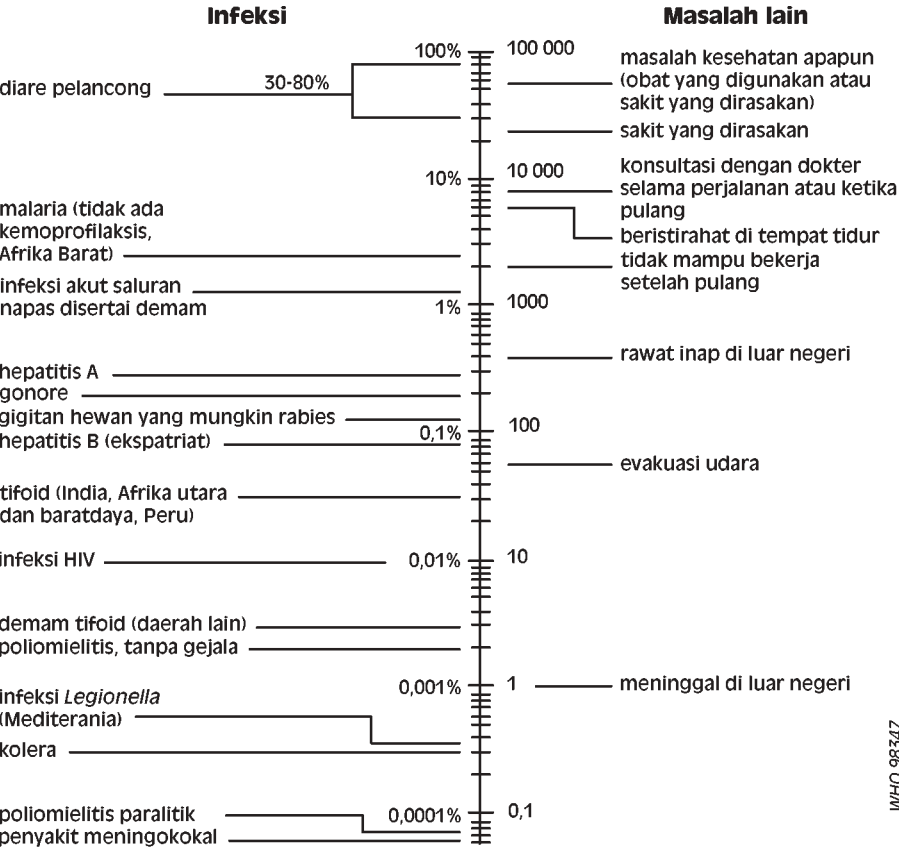 Infeksi
Masalah lain
100%
100 000
diare pelancong
30-80%
masalah kesehatan apapun
(obat yang digunakan atau
sakit yang dirasakan)
sakit yang dirasakan
10%
10 000
konsultasi dengan dokter
selama perjalanan atau ketika
pulang
malaria (tidak ada
kemoprofilaksis,
Afrika Barat)
beristirahat di tempat tidur
tidak mampu bekerja
setelah pulang
infeksi akut saluran
napas disertai demam
1%
1000
rawat inap di luar negeri
hepatitis A
gonore
gigitan hewan yang mungkin rabies
hepatitis B (ekspatriat)
0,1%
100
evakuasi udara
tifoid (India, Afrika utara
dan baratdaya, Peru)
infeksi HIV
0,01%
10
demam tifoid (daerah lain)
poliomielitis, tanpa gejala
0,001%
1
meninggal di luar negeri
infeksi Legionella
(Mediterania)
kolera
poliomielitis paralitik
penyakit meningokokal
0,0001%
0,1
WHO 98347